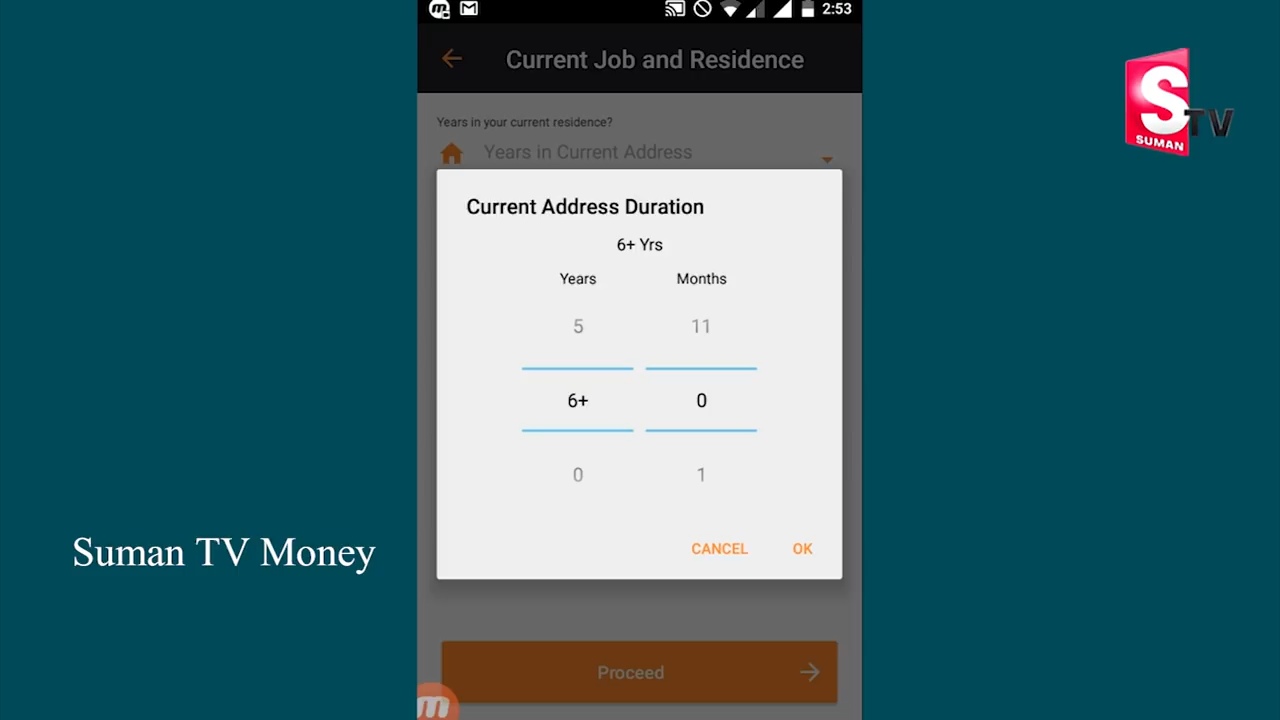 2:53
Current Job and Residence
Years in your current residence?
Years in Current Address
Current Address Duration
6+ Yrs
Years Months
5 11
6+ 0
0 1
CANCEL OK
Proceed
Suman TV Money
S TV
SUMAN